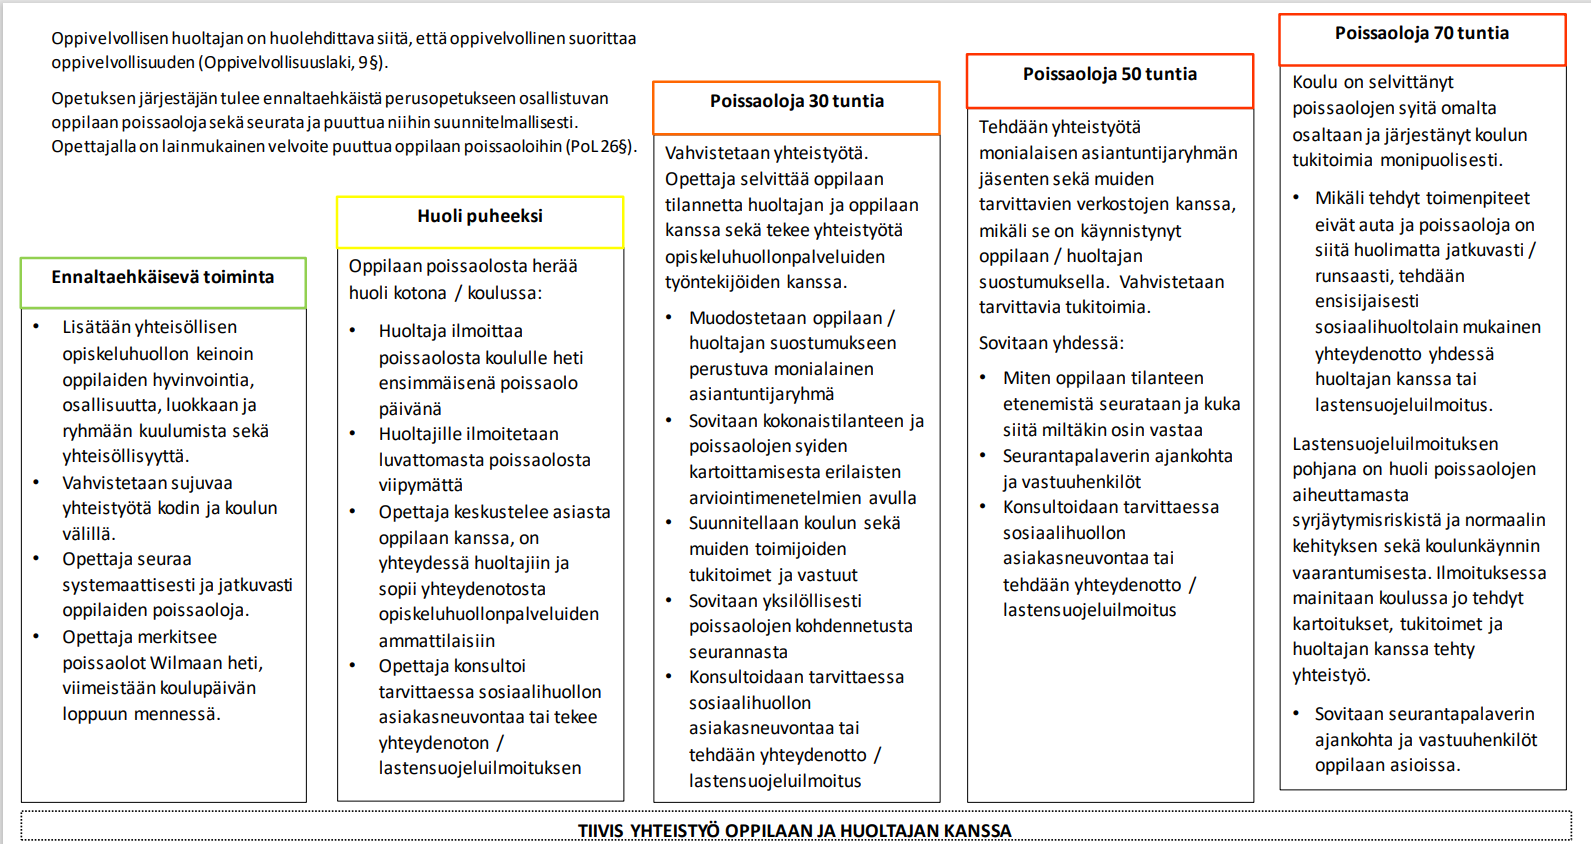 Oppivelvollisen huoltajan on huolehdittava siitä, että oppivelvollinen suorittaa
oppivelvollisuuden (Oppivelvollisuuslaki, 9§).
Opetuksen järjestäjän tulee ennaltaehkäistä perusopetukseen osallistuvan
oppilaan poissaoloja sekä seurata ja puuttua niihin suunnitelmallisesti.
Opettajalla on lainmukainen velvoite puuttua oppilaan poissaoloihin (PoL 26§).
Ennaltaehkäisevä toiminta
• Lisätään yhteisöllisen
opiskeluhuollon keinoin
oppilaiden hyvinvointia,
osallisuutta, luokkaan ja
ryhmään kuulumista sekä
yhteisöllisyyttä.
• Vahvistetaan sujuvaa
yhteistyötä kodin ja koulun
välillä.
• Opettaja seuraa
systemaattisesti ja jatkuvasti
oppilaiden poissaoloja.
• Opettaja merkitsee
poissaolot Wilmaan heti,
viimeistään koulupäivän
loppuun mennessä.
Huoli puheeksi
Oppilaan poissaolosta herää
huoli kotona / koulussa:
• Huoltaja ilmoittaa
poissaolosta koululle heti
ensimmäisenä poissaolo
päivänä
• Huoltajille ilmoitetaan
luvattomasta poissaolosta
viipymättä
• Opettaja keskustelee asiasta
oppilaan kanssa, on
yhteydessä huoltajiin ja
sopii yhteydenotosta
opiskeluhuollonpalveluiden
ammattilaisiin
• Opettaja konsultoi
tarvittaessa sosiaalihuollon
asiakasneuvontaa tai tekee
yhteydenoton /
lastensuojeluilmoituksen
Poissaoloja 30 tuntia
Vahvistetaan yhteistyötä.
Opettaja selvittää oppilaan
tilannetta huoltajan ja oppilaan
kanssa sekä tekee yhteistyötä
opiskeluhuollonpalveluiden
työntekijöiden kanssa.
• Muodostetaan oppilaan /
huoltajan suostumukseen
perustuva monialainen
asiantuntijaryhmä
• Sovitaan kokonaistilanteen ja
poissaolojen syiden
kartoittamisesta erilaisten
arviointimenetelmien avulla
• Suunnitellaan koulun sekä
muiden toimijoiden
tukitoimet ja vastuut
• Sovitaan yksilöllisesti
poissaolojen kohdennetusta
seurannasta
• Konsultoidaan tarvittaessa
sosiaalihuollon
asiakasneuvontaa tai
tehdään yhteydenotto /
lastensuojeluilmoitus
Poissaoloja 50 tuntia
Tehdään yhteistyötä
monialaisen asiantuntijaryhmän
jäsenten sekä muiden
tarvittavien verkostojen kanssa,
mikäli se on käynnistynyt
oppilaan / huoltajan
suostumuksella. Vahvistetaan
tarvittavia tukitoimia.
Sovitaan yhdessä:
• Miten oppilaan tilanteen
etenemistä seurataan ja kuka
siitä miltäkin osin vastaa
• Seurantapalaverin ajankohta
ja vastuuhenkilöt
• Konsultoidaan tarvittaessa
sosiaalihuollon
asiakasneuvontaa tai
tehdään yhteydenotto /
lastensuojeluilmoitus
Poissaoloja 70 tuntia
Koulu on selvittänyt
poissaolojen syitä omalta
osaltaan ja järjestänyt koulun
tukitoimia monipuolisesti.
• Mikäli tehdyt toimenpiteet
eivät auta ja poissaoloja on
siitä huolimatta jatkuvasti /
runsaasti, tehdään
ensisijaisesti
sosiaalihuoltolain mukainen
yhteydenotto yhdessä
huoltajan kanssa tai
lastensuojeluilmoitus.
Lastensuojeluilmoituksen
pohjana on huoli poissaolojen
aiheuttamasta
syrjäytymisriskistä ja normaalin
kehityksen sekä koulunkäynnin
vaarantumisesta. Ilmoituksessa
mainitaan koulussa jo tehdyt
kartoitukset, tukitoimet ja
huoltajan kanssa tehty
yhteistyö.
• Sovitaan seurantapalaverin
ajankohta ja vastuuhenkilöt
oppilaan asioissa.
TIIVIS YHTEISTYÖ OPPILAAN JA HUOLTAJAN KANSSA